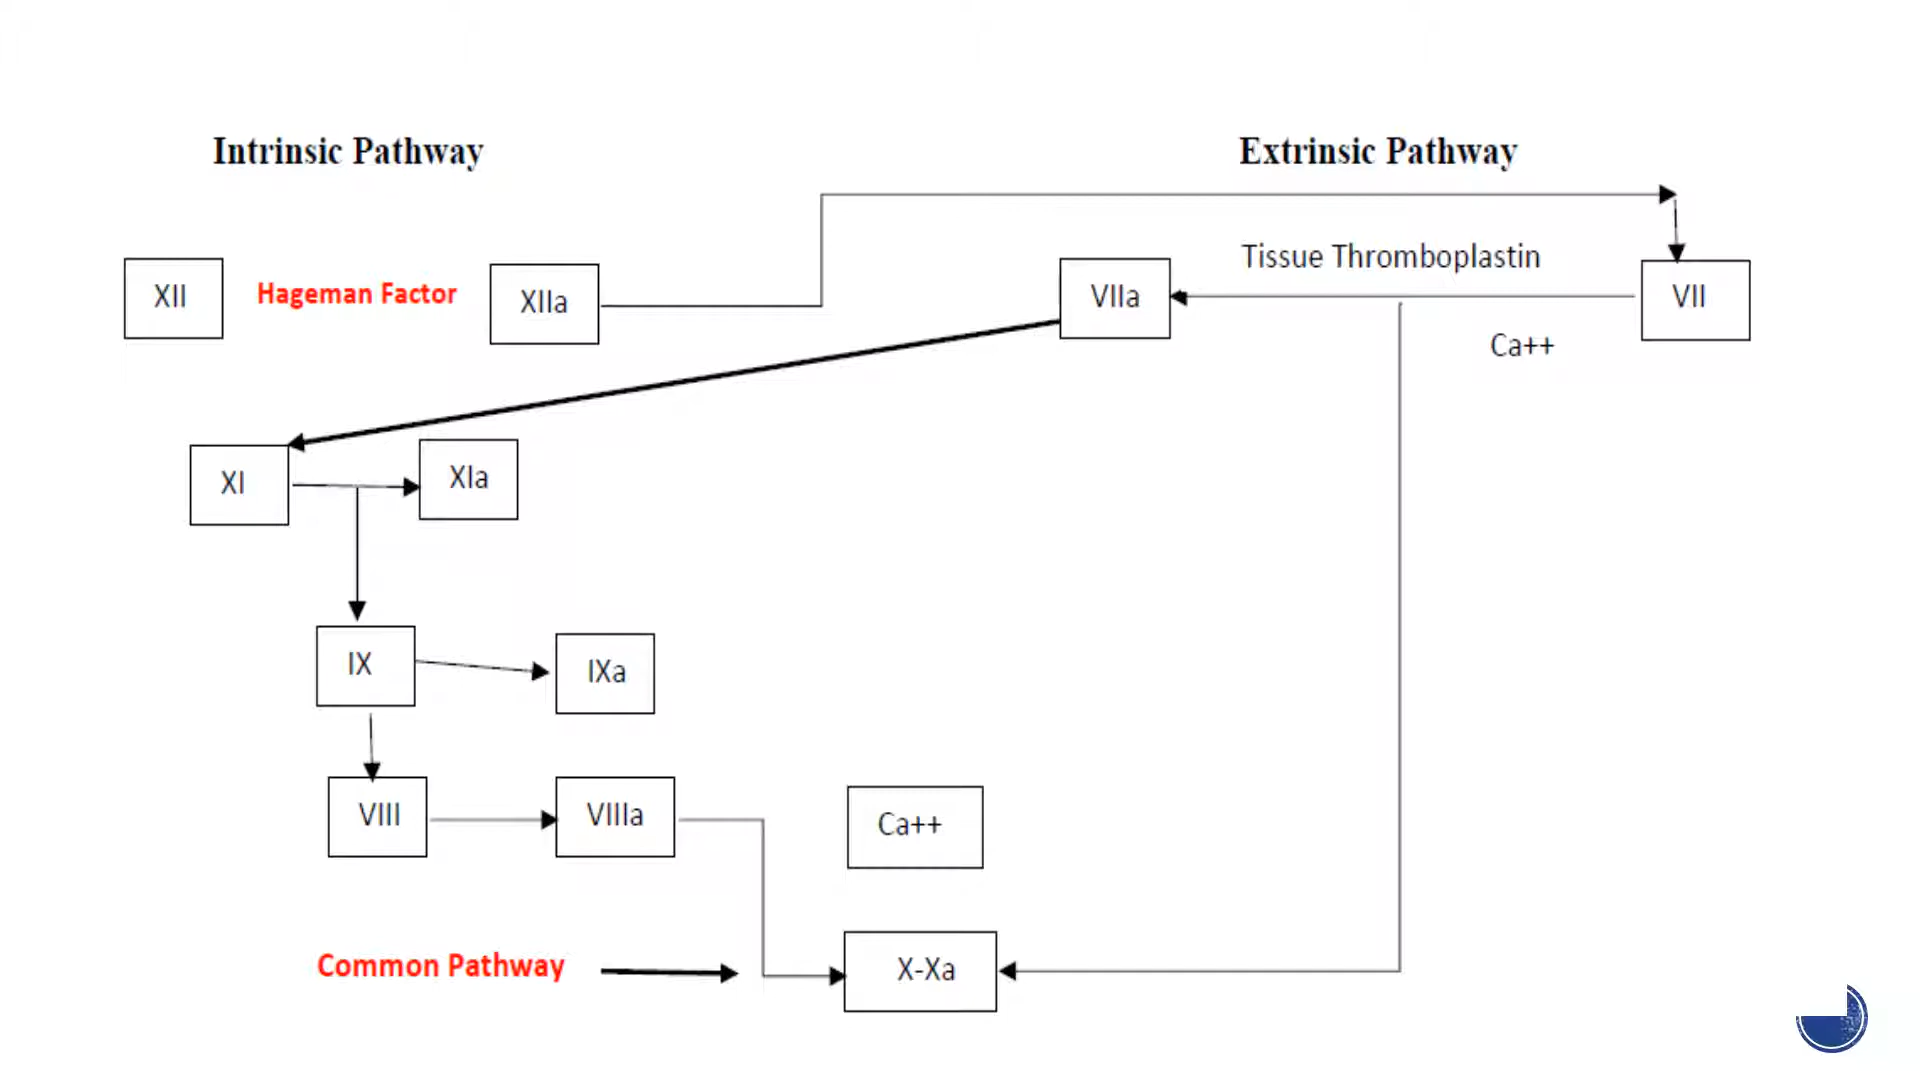 Intrinsic Pathway
Extrinsic Pathway
Tissue Thromboplastin
XII
Hageman Factor
XIIa
VIIa
VII
Ca++
XI
XIa
IX
IXa
VIII
VIIIa
Ca++
Common Pathway
X-Xa